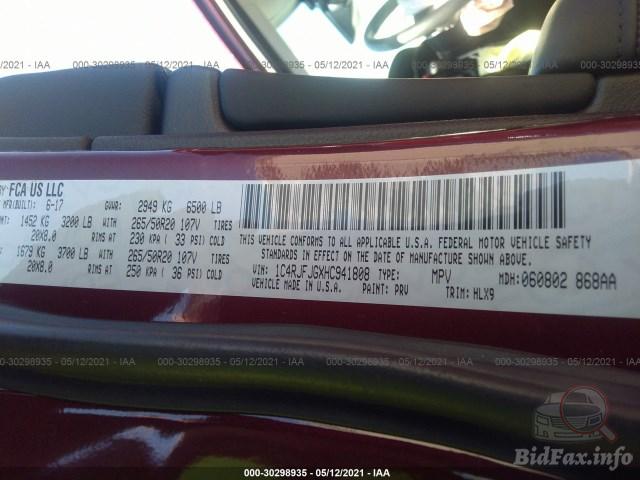 000-30298935 - 05/12/2021 - IAA
000-30298935 - 05/12/2021 - IAA
000-30298935 - 05/12/2021 - IAA
FCA US LLC
MFR(BUILT): 6-17 GVWR: 2949 KG 6500 LB
1452 KG 3200 LB WITH 265/50R20 107V TIRES
20X8.0 RIMS AT 230 KPA ( 33 PSI) COLD
1679 KG 3700 LB WITH 265/50R20 107V TIRES
20X8.0 RIMS AT 250 KPA ( 36 PSI) COLD
THIS VEHICLE CONFORMS TO ALL APPLICABLE U.S.A. FEDERAL MOTOR VEHICLE SAFETY
STANDARDS IN EFFECT ON THE DATE OF MANUFACTURE SHOWN ABOVE.
VIN: 1C4RJFJGXHC941808 TYPE: MPV MDH: 060802 868AA
VEHICLE MADE IN U.S.A. PAINT: PRV TRIM: HLX9
000-30298935 - 05/12/2021 - IAA
000-30298935 - 05/12/2021 - IAA
000-30298935 - 05/12/2021 - IAA
000-30298935 - 05/12/2021 - IAA
BidFax.info